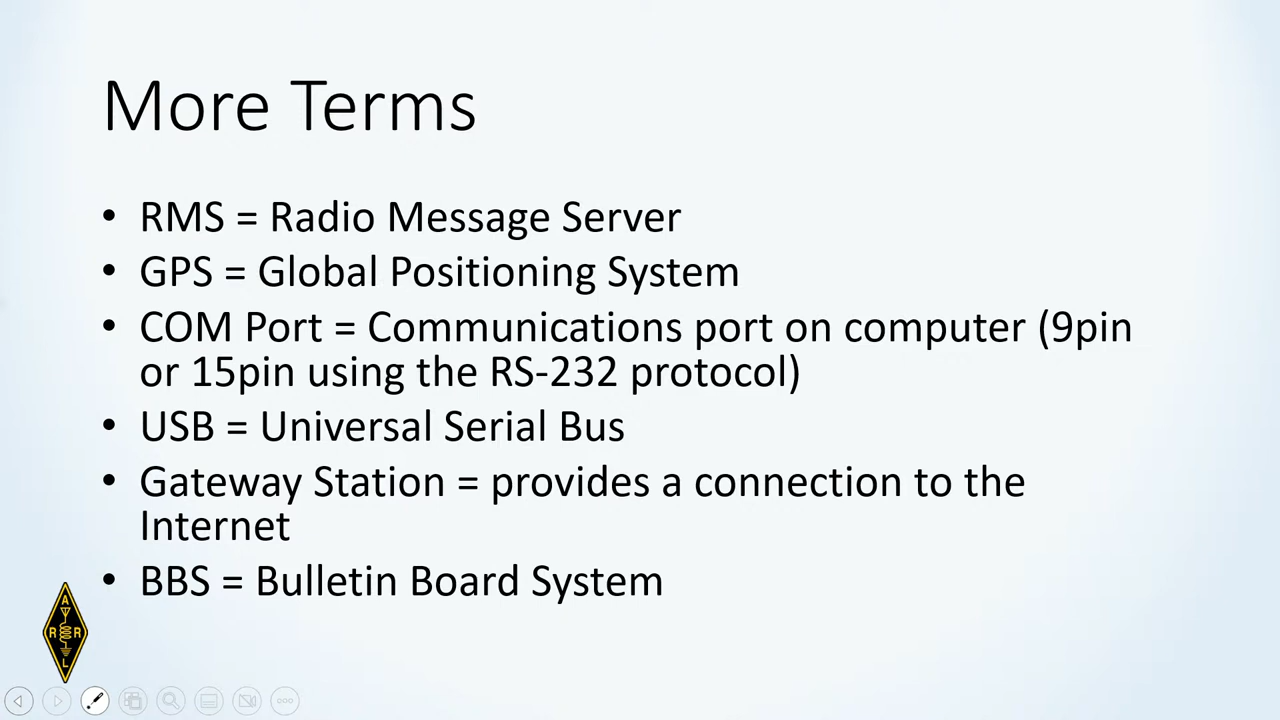 More Terms
• RMS = Radio Message Server
• GPS = Global Positioning System
• COM Port = Communications port on computer (9pin
or 15pin using the RS-232 protocol)
• USB = Universal Serial Bus
• Gateway Station = provides a connection to the
Internet
• BBS = Bulletin Board System
A
R R
L